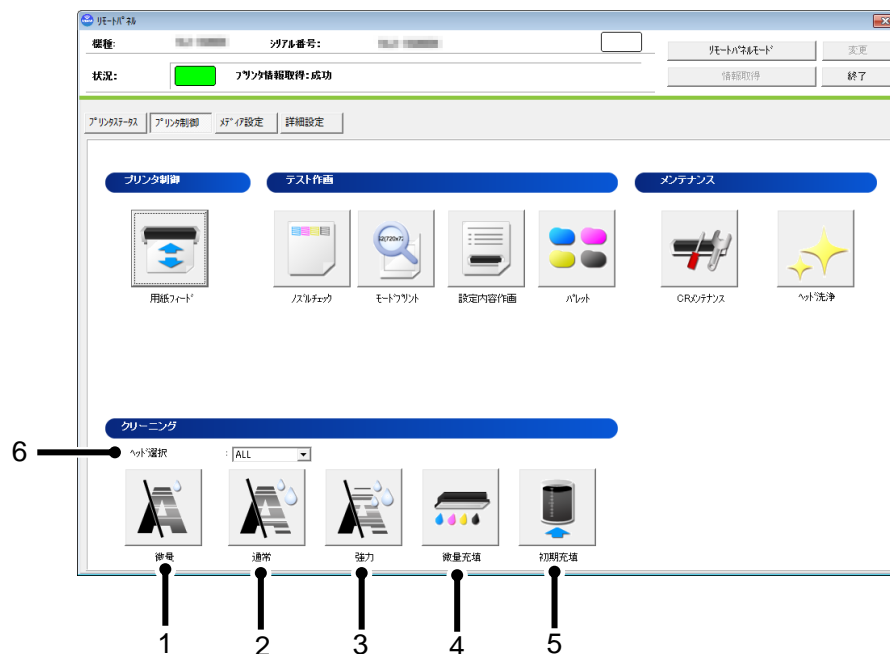 リモートパネル
機種:
シリアル番号:
リモートパネルモード
変更
状況:
プリンタ情報取得:成功
情報取得
終了
プリンタステータス
プリンタ制御
メディア設定
詳細設定
プリンタ制御
テスト作画
メンテナンス
用紙フィード
ノズルチェック
モードプリント
設定内容作画
パレット
CRメンテナンス
ヘッド洗浄
クリーニング
6
ヘッド選択
:
ALL
微量
通常
強力
微量充填
初期充填
1
2
3
4
5